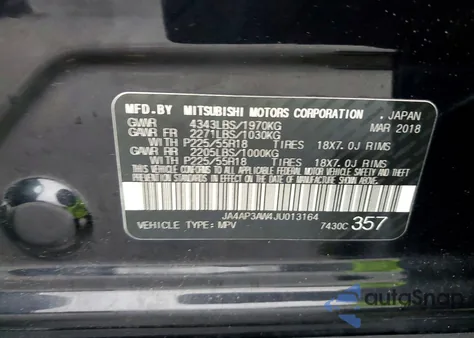 MFD.BY MITSUBISHI MOTORS CORPORATION, JAPAN
GVWR 4343LBS/1970KG MAR 2018
GAWR FR 2271LBS/1030KG
WITH P225/55R18 TIRES 18X7.0J RIMS
GAWR RR 2205LBS/1000KG
WITH P225/55R18 TIRES 18X7.0J RIMS
THIS VEHICLE CONFORMS TO ALL APPLICABLE FEDERAL MOTOR
VEHICLE SAFETY AND THEFT PREVENTION STANDARDS IN
EFFECT ON THE DATE OF MANUFACTURE SHOWN ABOVE.
JA4AP3AW4JU013164
VEHICLE TYPE: MPV 7430C 357
autoSnap